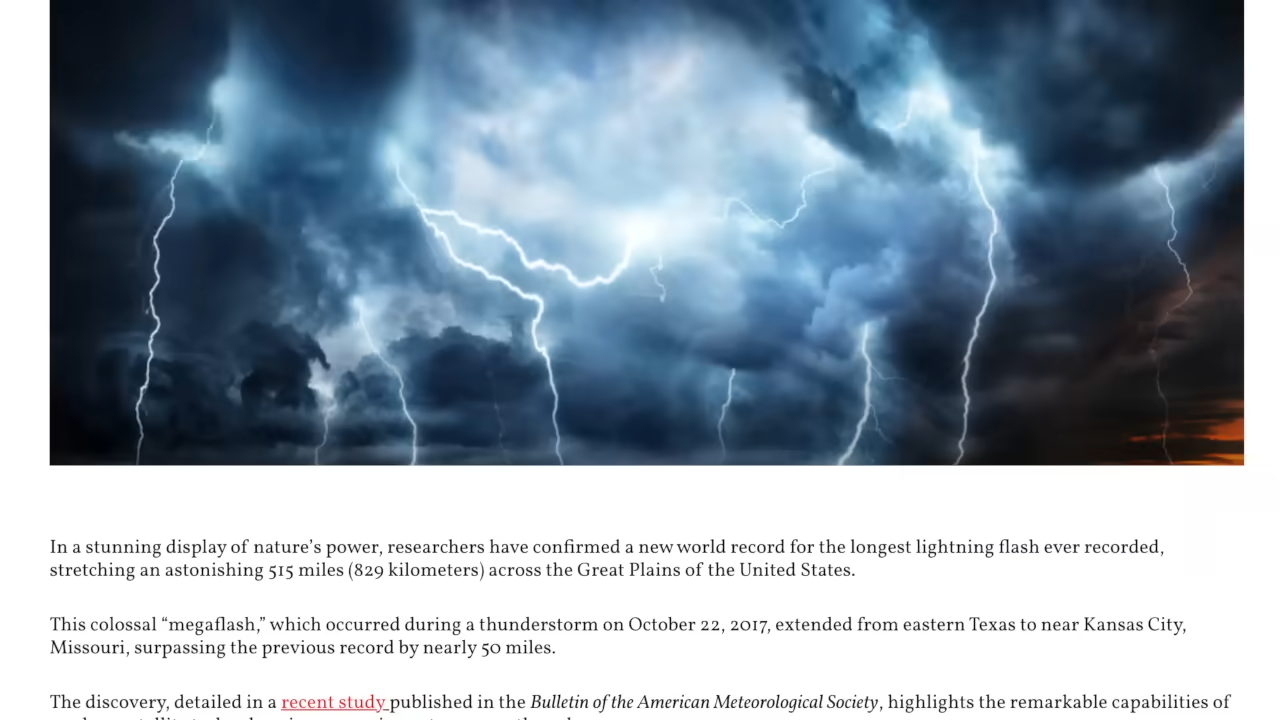 In a stunning display of nature’s power, researchers have confirmed a new world record for the longest lightning flash ever recorded,
stretching an astonishing 515 miles (829 kilometers) across the Great Plains of the United States.
This colossal “megaflash,” which occurred during a thunderstorm on October 22, 2017, extended from eastern Texas to near Kansas City,
Missouri, surpassing the previous record by nearly 50 miles.
The discovery, detailed in a recent study published in the Bulletin of the American Meteorological Society, highlights the remarkable capabilities of